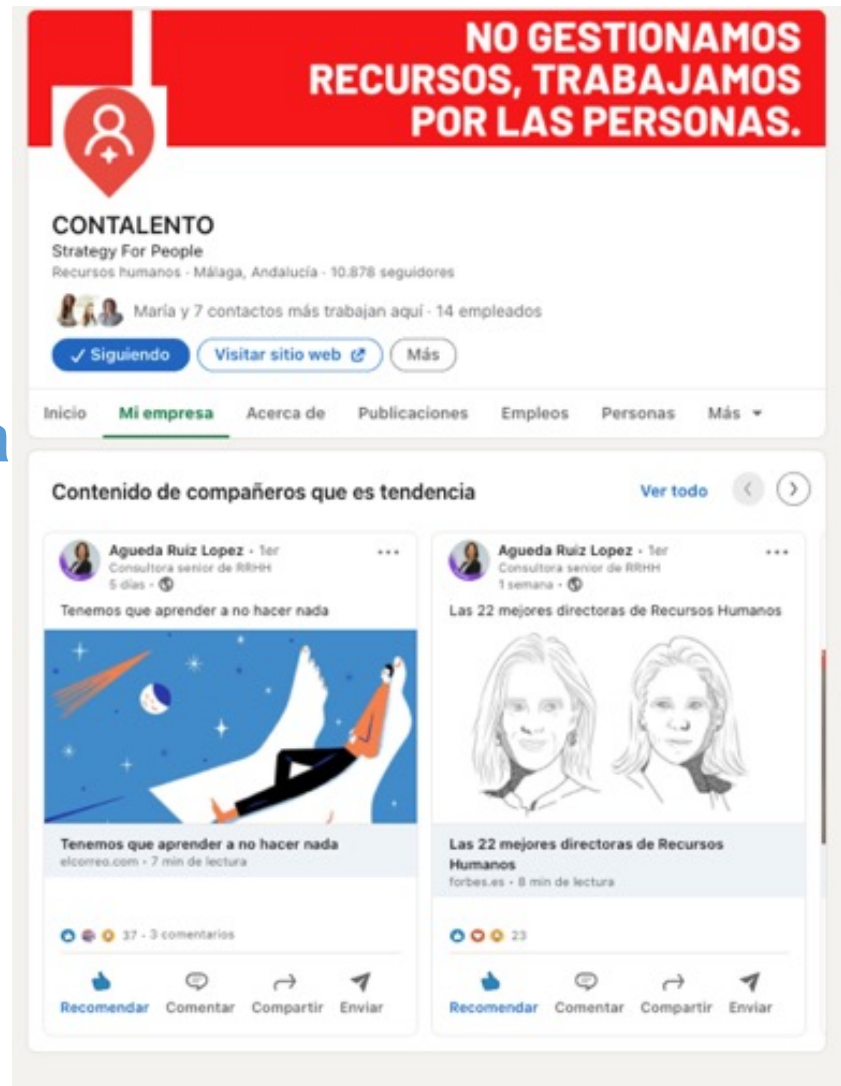 NO GESTIONAMOS
RECURSOS, TRABAJAMOS
POR LAS PERSONAS.
CONTALENTO
Strategy For People
Recursos humanos · Málaga, Andalucía · 10.878 seguidores
María y 7 contactos más trabajan aquí · 14 empleados
✓ Siguiendo
Visitar sitio web
Más
Inicio Mi empresa Acerca de Publicaciones Empleos Personas Más
a
Contenido de compañeros que es tendencia
Ver todo
Agueda Ruiz Lopez · 1er
Consultora senior de RRHH
5 días ·
Tenemos que aprender a no hacer nada
Tenemos que aprender a no hacer nada
elcorreo.com · 7 min de lectura
37 · 3 comentarios
Recomendar Comentar Compartir Enviar
Agueda Ruiz Lopez · 1er
Consultora senior de RRHH
1 semana ·
Las 22 mejores directoras de Recursos Humanos
Las 22 mejores directoras de Recursos
Humanos
forbes.es · 8 min de lectura
23
Recomendar Comentar Compartir Enviar